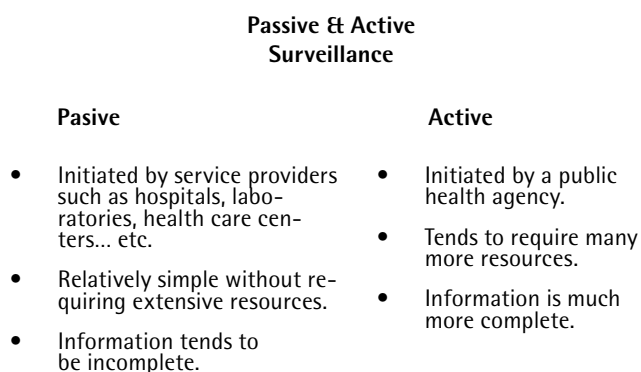 Passive & Active
Surveillance
Pasive
• Initiated by service providers
such as hospitals, labo-
ratories, health care cen-
ters... etc.
• Relatively simple without re-
quiring extensive resources.
• Information tends to
be incomplete.
Active
• Initiated by a public
health agency.
• Tends to require many
more resources.
• Information is much
more complete.